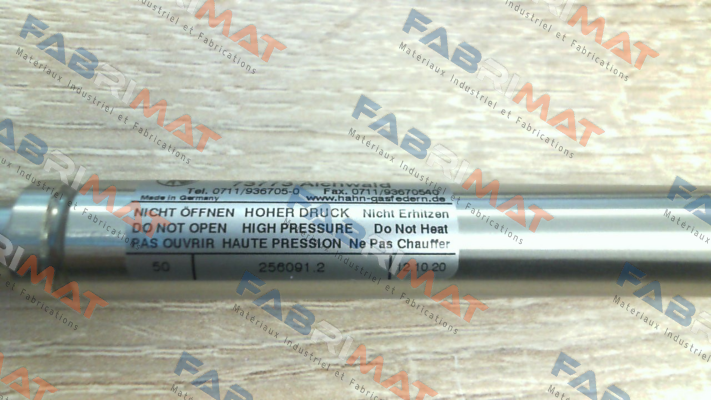 73773 Aichwald
Tel. 0711/936705-0 Fax. 0711/93670540
Made in Germany www.hahn-gasfedern.de
NICHT ÖFFNEN HOHER DRUCK Nicht Erhitzen
DO NOT OPEN HIGH PRESSURE Do Not Heat
PAS OUVRIR HAUTE PRESSION Ne Pas Chauffer
50 256091.2 12.10.20
FABRIMAT
Matériaux Industriel et Fabrications